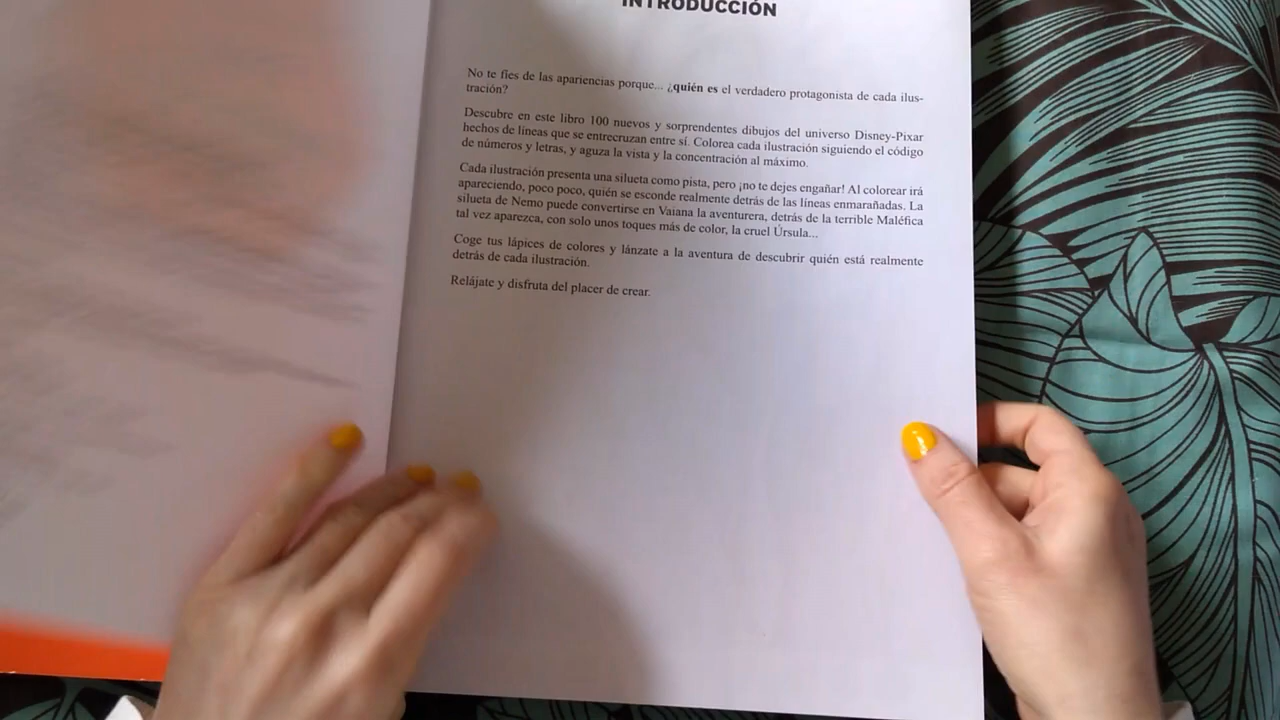 INTRODUCCIÓN
No te fíes de las apariencias porque... ¿quién es el verdadero protagonista de cada ilus-
tración?
Descubre en este libro 100 nuevos y sorprendentes dibujos del universo Disney-Pixar
hechos de líneas que se entrecruzan entre sí. Colorea cada ilustración siguiendo el código
de números y letras, y aguza la vista y la concentración al máximo.
Cada ilustración presenta una silueta como pista, pero ¡no te dejes engañar! Al colorear irá
apareciendo, poco poco, quién se esconde realmente detrás de las líneas enmarañadas. La
silueta de Nemo puede convertirse en Vaiana la aventurera, detrás de la terrible Maléfica
tal vez aparezca, con solo unos toques más de color, la cruel Úrsula...
Coge tus lápices de colores y lánzate a la aventura de descubrir quién está realmente
detrás de cada ilustración.
Relájate y disfruta del placer de crear.